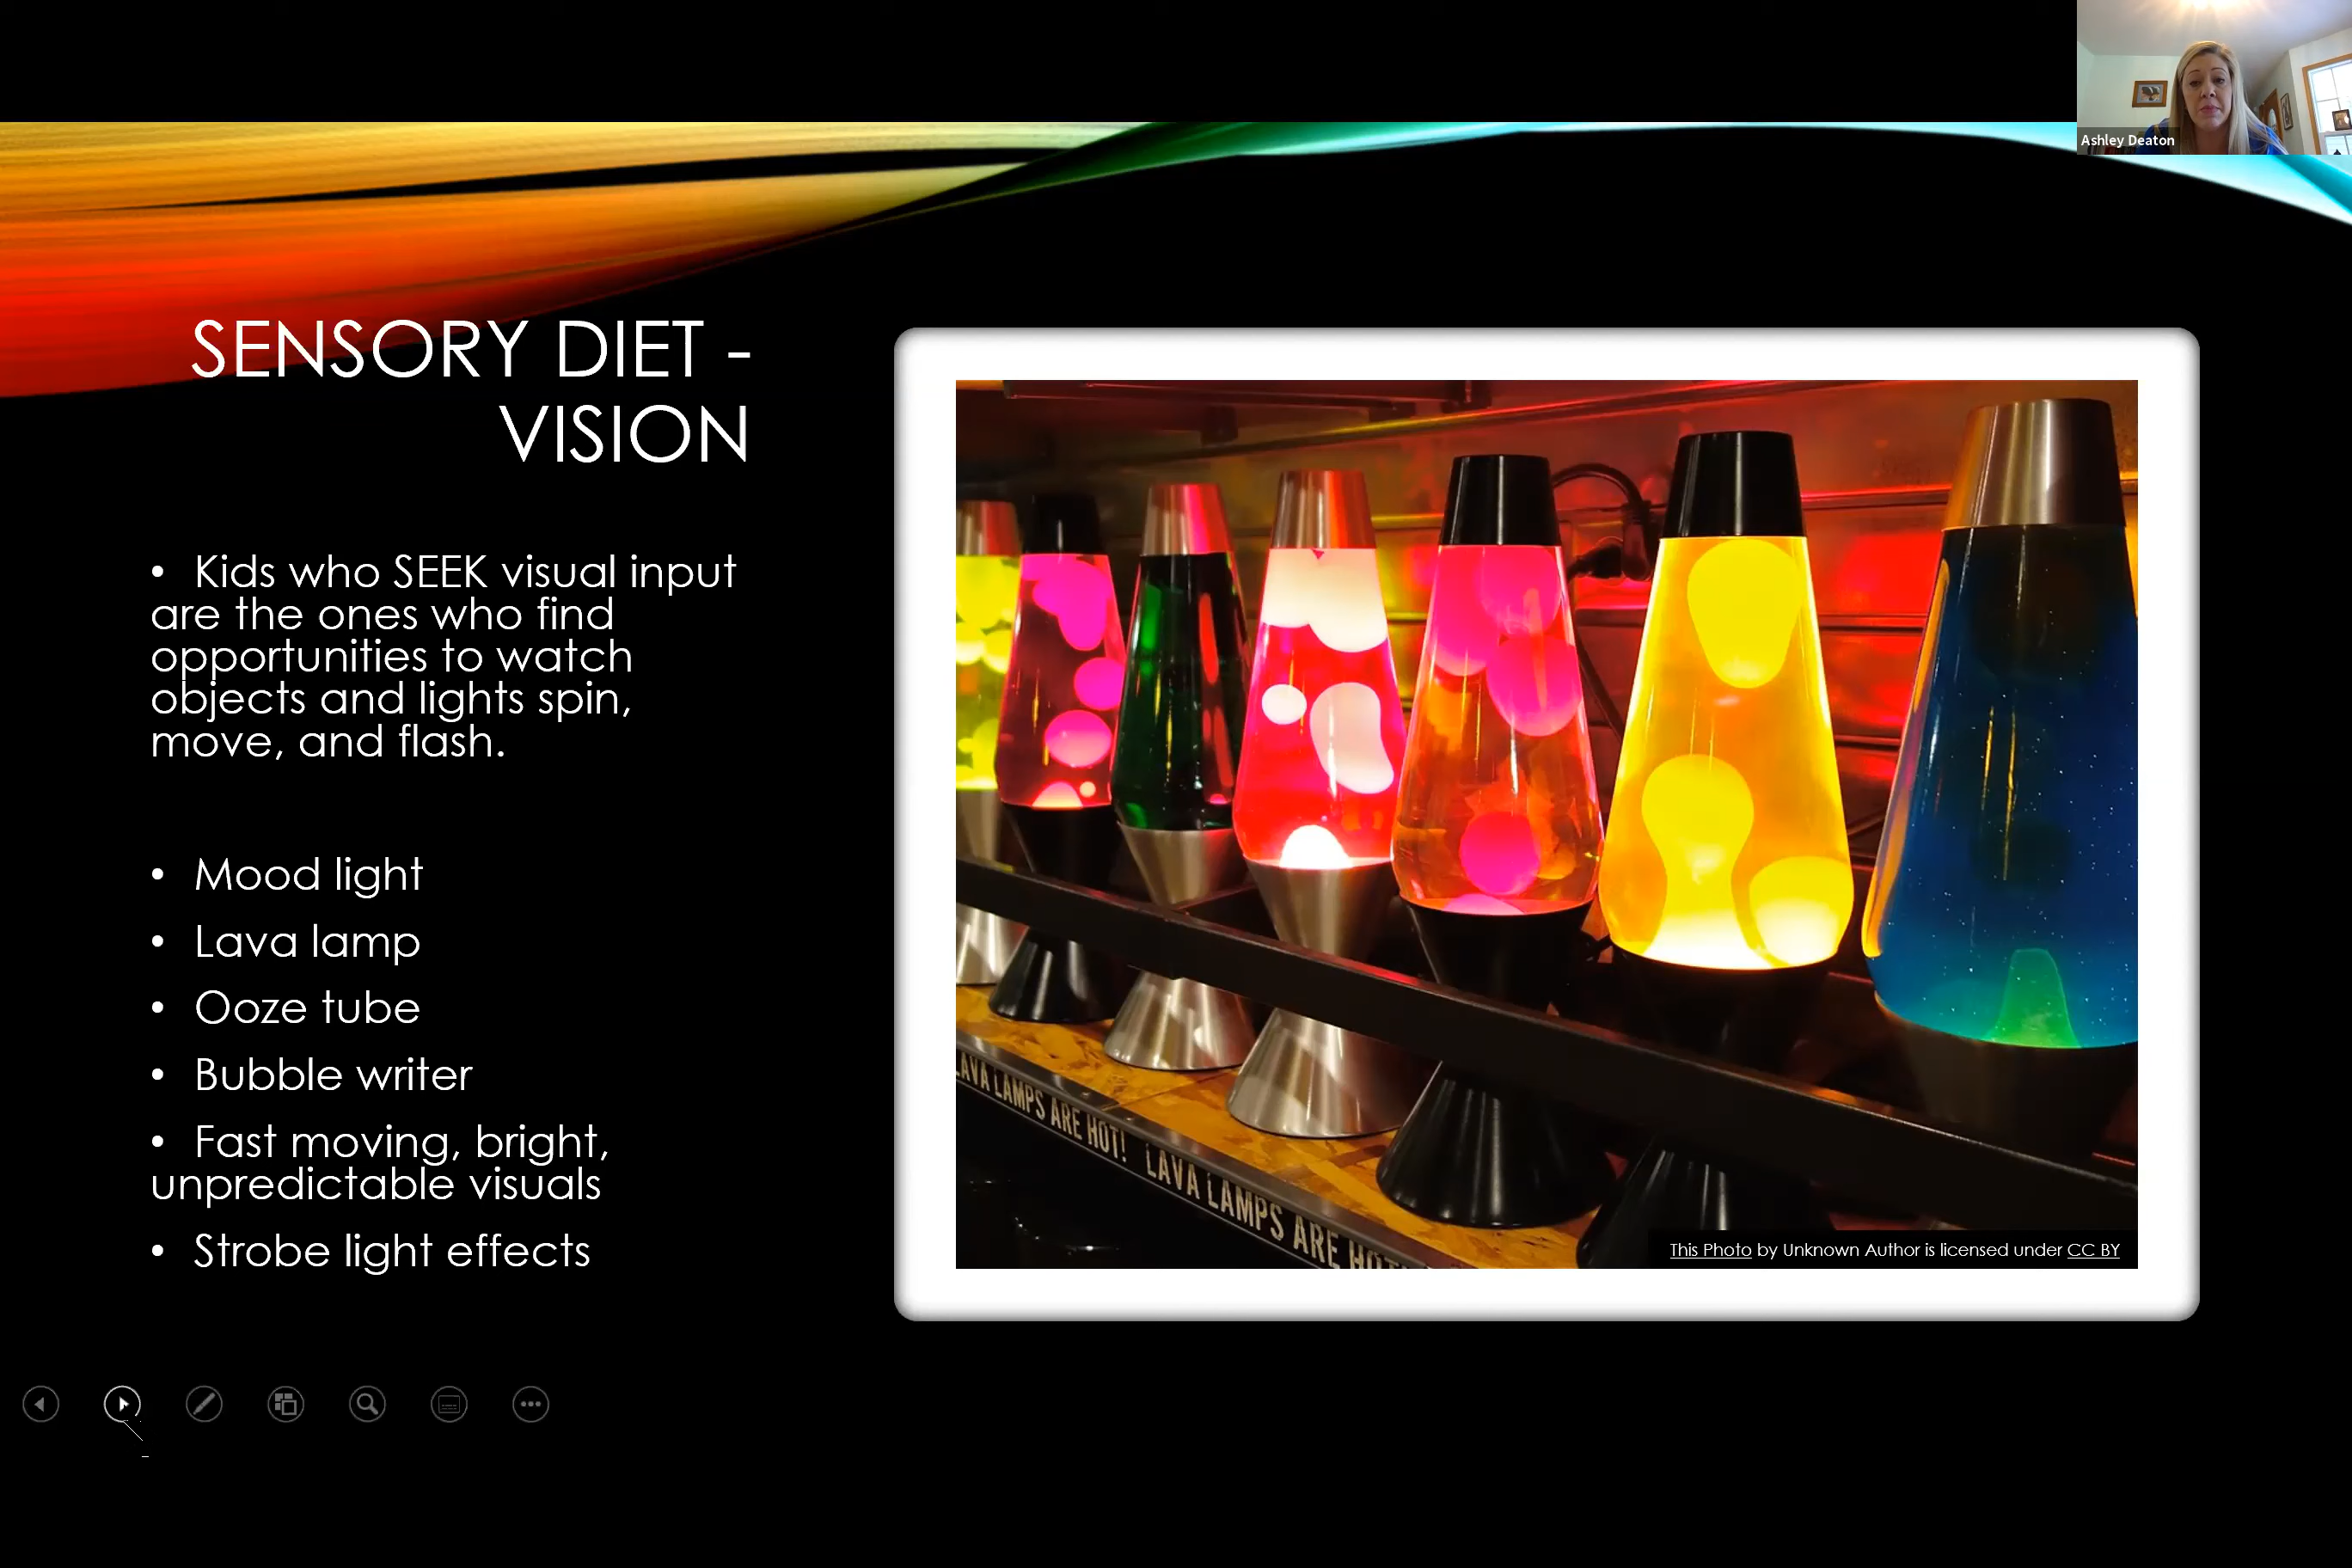 Ashley Deaton
SENSORY DIET -
VISION
• Kids who SEEK visual input
are the ones who find
opportunities to watch
objects and lights spin,
move, and flash.
• Mood light
• Lava lamp
• Ooze tube
• Bubble writer
• Fast moving, bright,
unpredictable visuals
• Strobe light effects
LAVA LAMPS ARE HOT! LAVA LAMPS ARE HOT!
This Photo by Unknown Author is licensed under CC BY